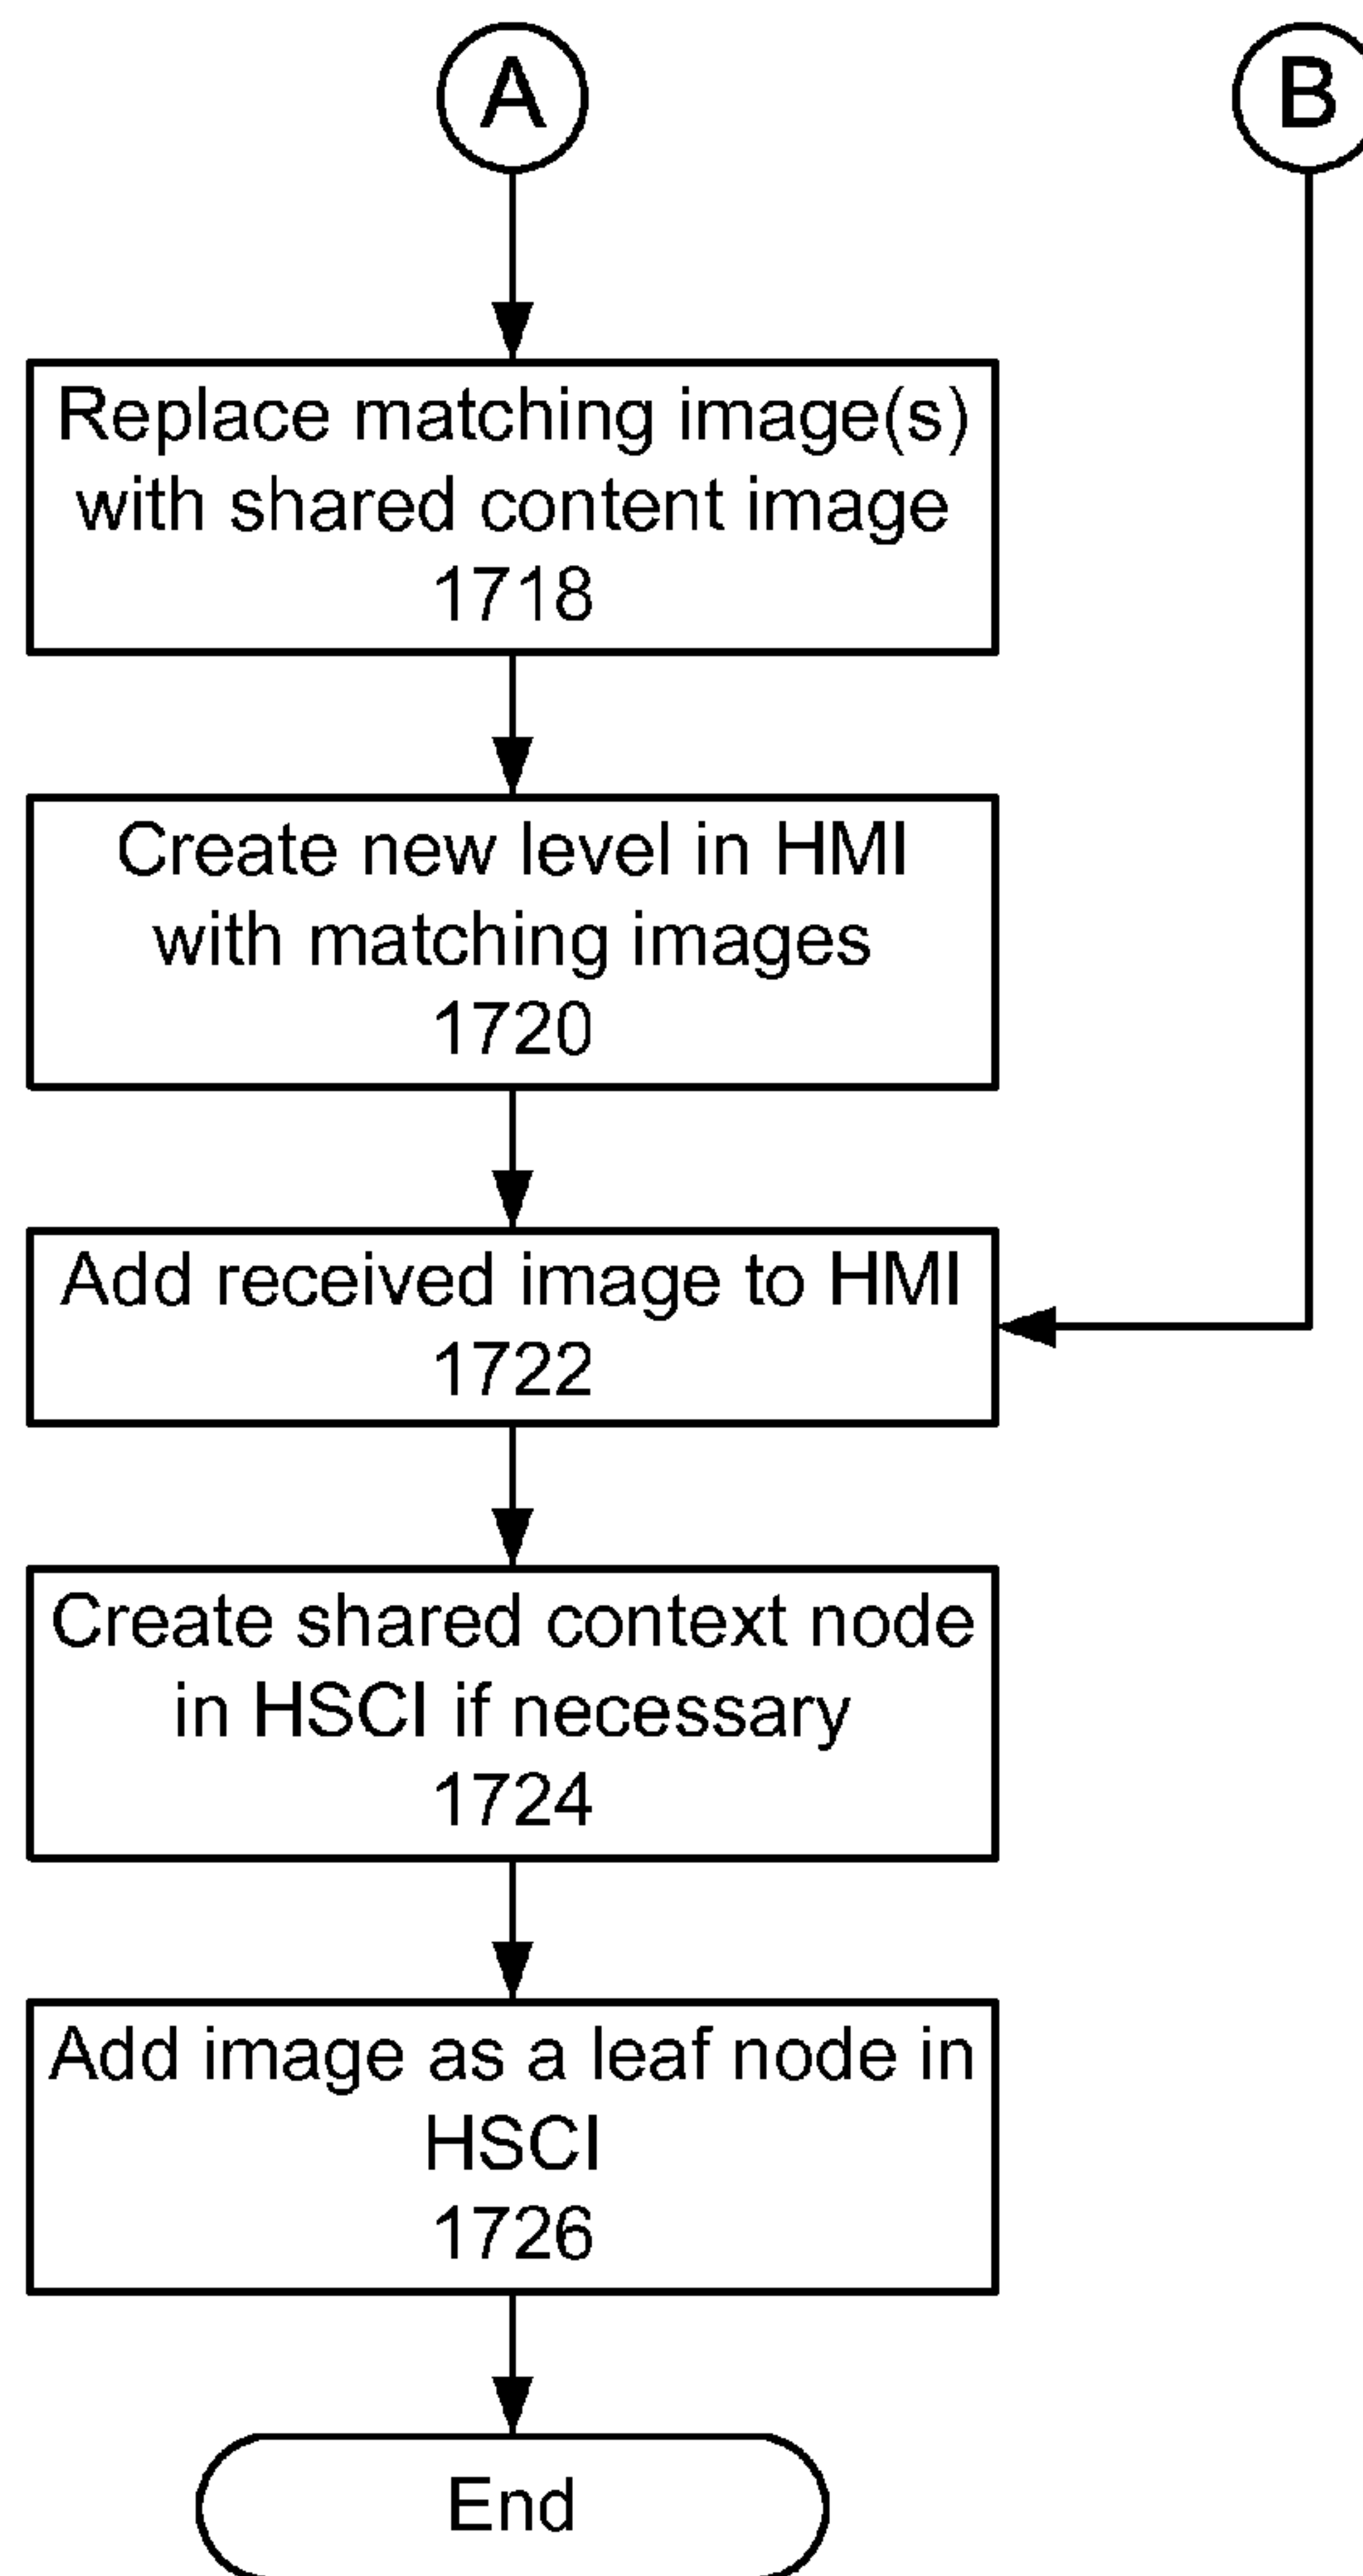 A
B
Replace matching image(s)
with shared content image
1718
Create new level in HMI
with matching images
1720
Add received image to HMI
1722
Create shared context node
in HSCI if necessary
1724
Add image as a leaf node in
HSCI
1726
End